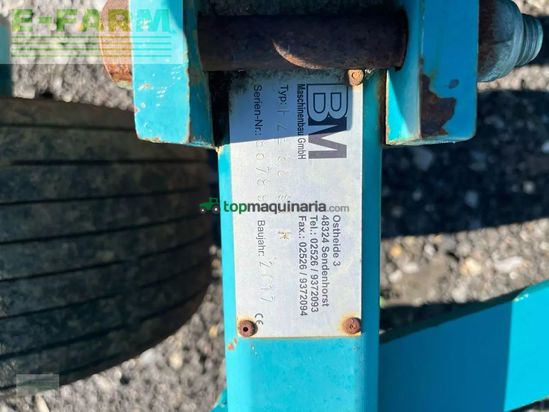 E-FARM
BM
Maschinenbau GmbH
Typ:
Serien-Nr.:
Baujahr: 2017
topmaquinaria.com
Ostheide 3
48324 Sendenhorst
Tel.: 02526 / 9372093
Fax.: 02526 / 9372094
CE